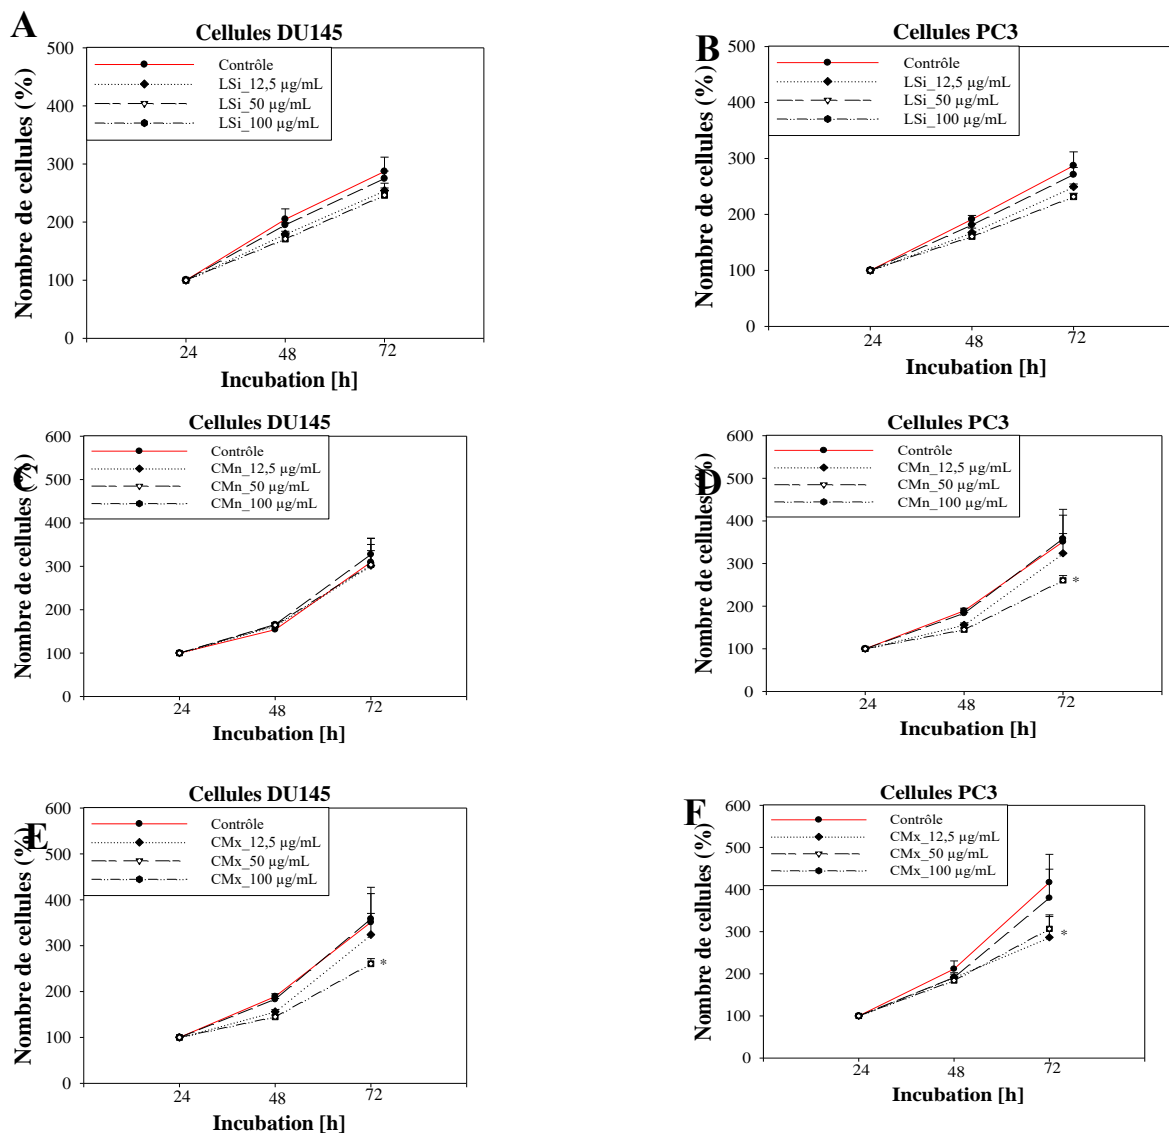 A
Cellules DU145
Nombre de cellules (%)
500
400
300
200
100
0
Contrôle
LSi_12,5 µg/mL
LSi_50 µg/mL
LSi_100 µg/mL
24
48
72
Incubation [h]
B
Cellules PC3
Nombre de cellules (%)
500
400
300
200
100
0
Contrôle
LSi_12,5 µg/mL
LSi_50 µg/mL
LSi_100 µg/mL
24
48
72
Incubation [h]
C
Cellules DU145
Nombre de cellules (%)
600
500
400
300
200
100
0
Contrôle
CMn_12,5 µg/mL
CMn_50 µg/mL
CMn_100 µg/mL
24
48
72
Incubation [h]
D
Cellules PC3
Nombre de cellules (%)
600
500
400
300
200
100
0
Contrôle
CMn_12,5 µg/mL
CMn_50 µg/mL
CMn_100 µg/mL
*
24
48
72
Incubation [h]
E
Cellules DU145
Nombre de cellules (%)
600
500
400
300
200
100
0
Contrôle
CMx_12,5 µg/mL
CMx_50 µg/mL
CMx_100 µg/mL
*
24
48
72
Incubation [h]
F
Cellules PC3
Nombre de cellules (%)
600
500
400
300
200
100
0
Contrôle
CMx_12,5 µg/mL
CMx_50 µg/mL
CMx_100 µg/mL
*
24
48
72
Incubation [h]